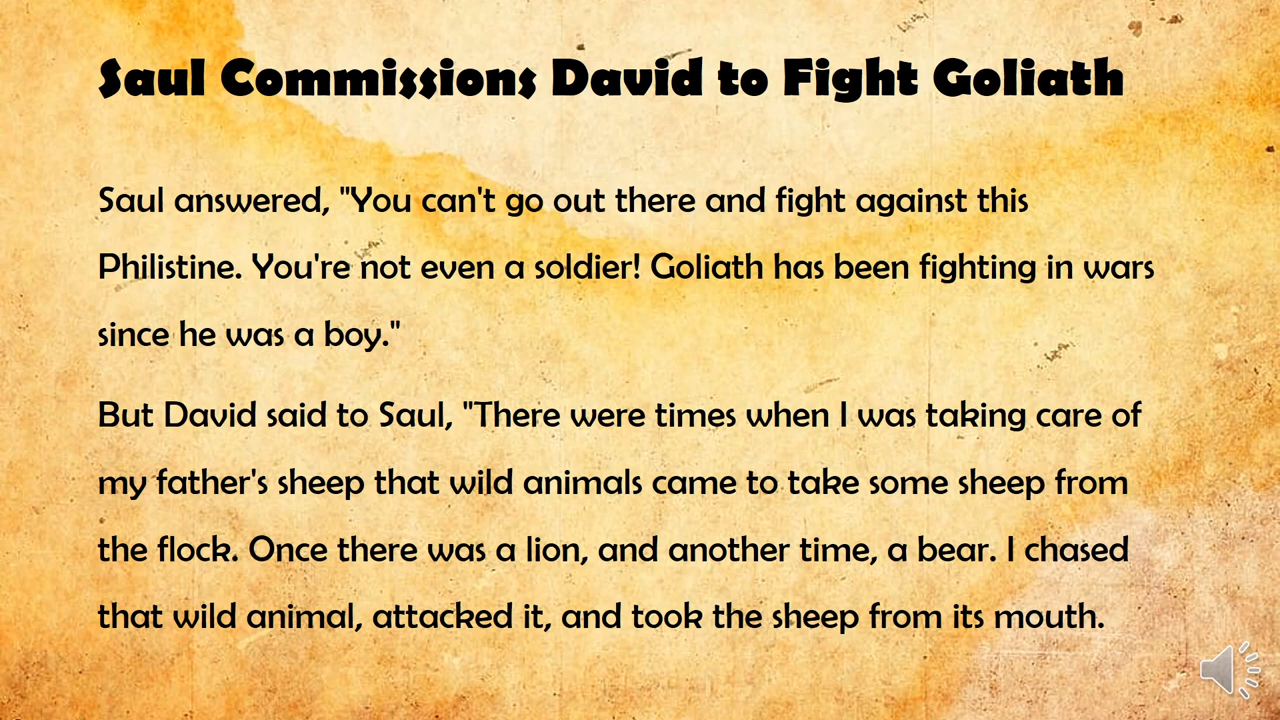 Saul Commissions David to Fight Goliath
Saul answered, "You can't go out there and fight against this
Philistine. You're not even a soldier! Goliath has been fighting in wars
since he was a boy."
But David said to Saul, "There were times when I was taking care of
my father's sheep that wild animals came to take some sheep from
the flock. Once there was a lion, and another time, a bear. I chased
that wild animal, attacked it, and took the sheep from its mouth.